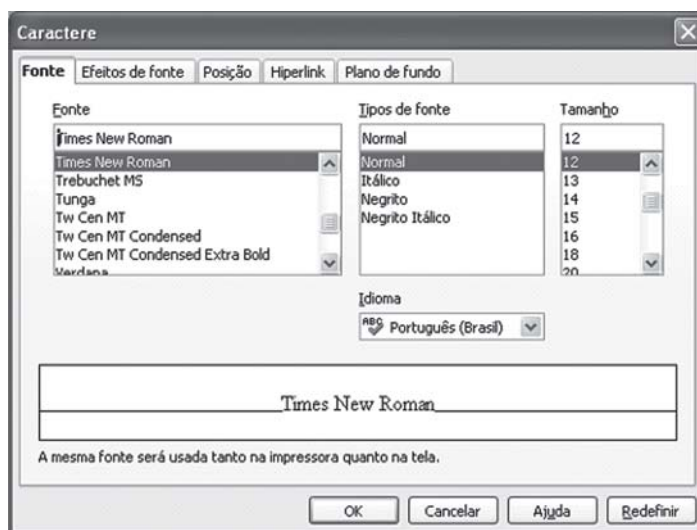 Caractere
Fonte Efeitos de fonte Posição Hiperlink Plano de fundo
Fonte Tipos de fonte Tamanho
Times New Roman Normal 12
Times New Roman Normal 12
Trebuchet MS Itálico 13
Tunga Negrito 14
Tw Cen MT Negrito Itálico 15
Tw Cen MT Condensed 16
Tw Cen MT Condensed Extra Bold 18
Verdana 20
Idioma
ABC Português (Brasil)
Times New Roman
A mesma fonte será usada tanto na impressora quanto na tela.
OK Cancelar Ajuda Redefinir